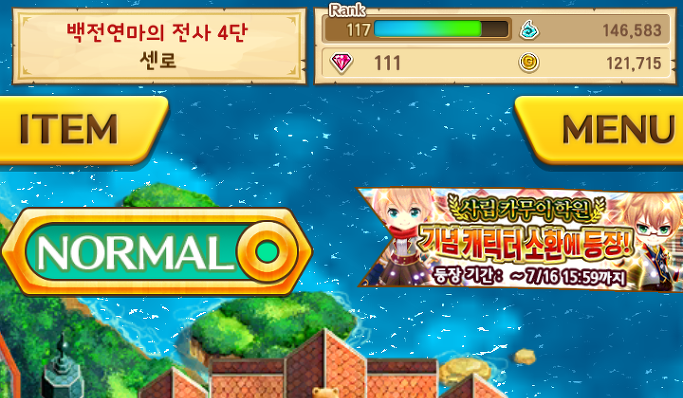 백전연마의 전사 4단
센로
Rank
117
146,583
111
G
121,715
ITEM
MENU
NORMAL
사립 카무이 학원
기념 캐릭터 소환에 등장!
등장 기간 : ~ 7/16 15:59까지